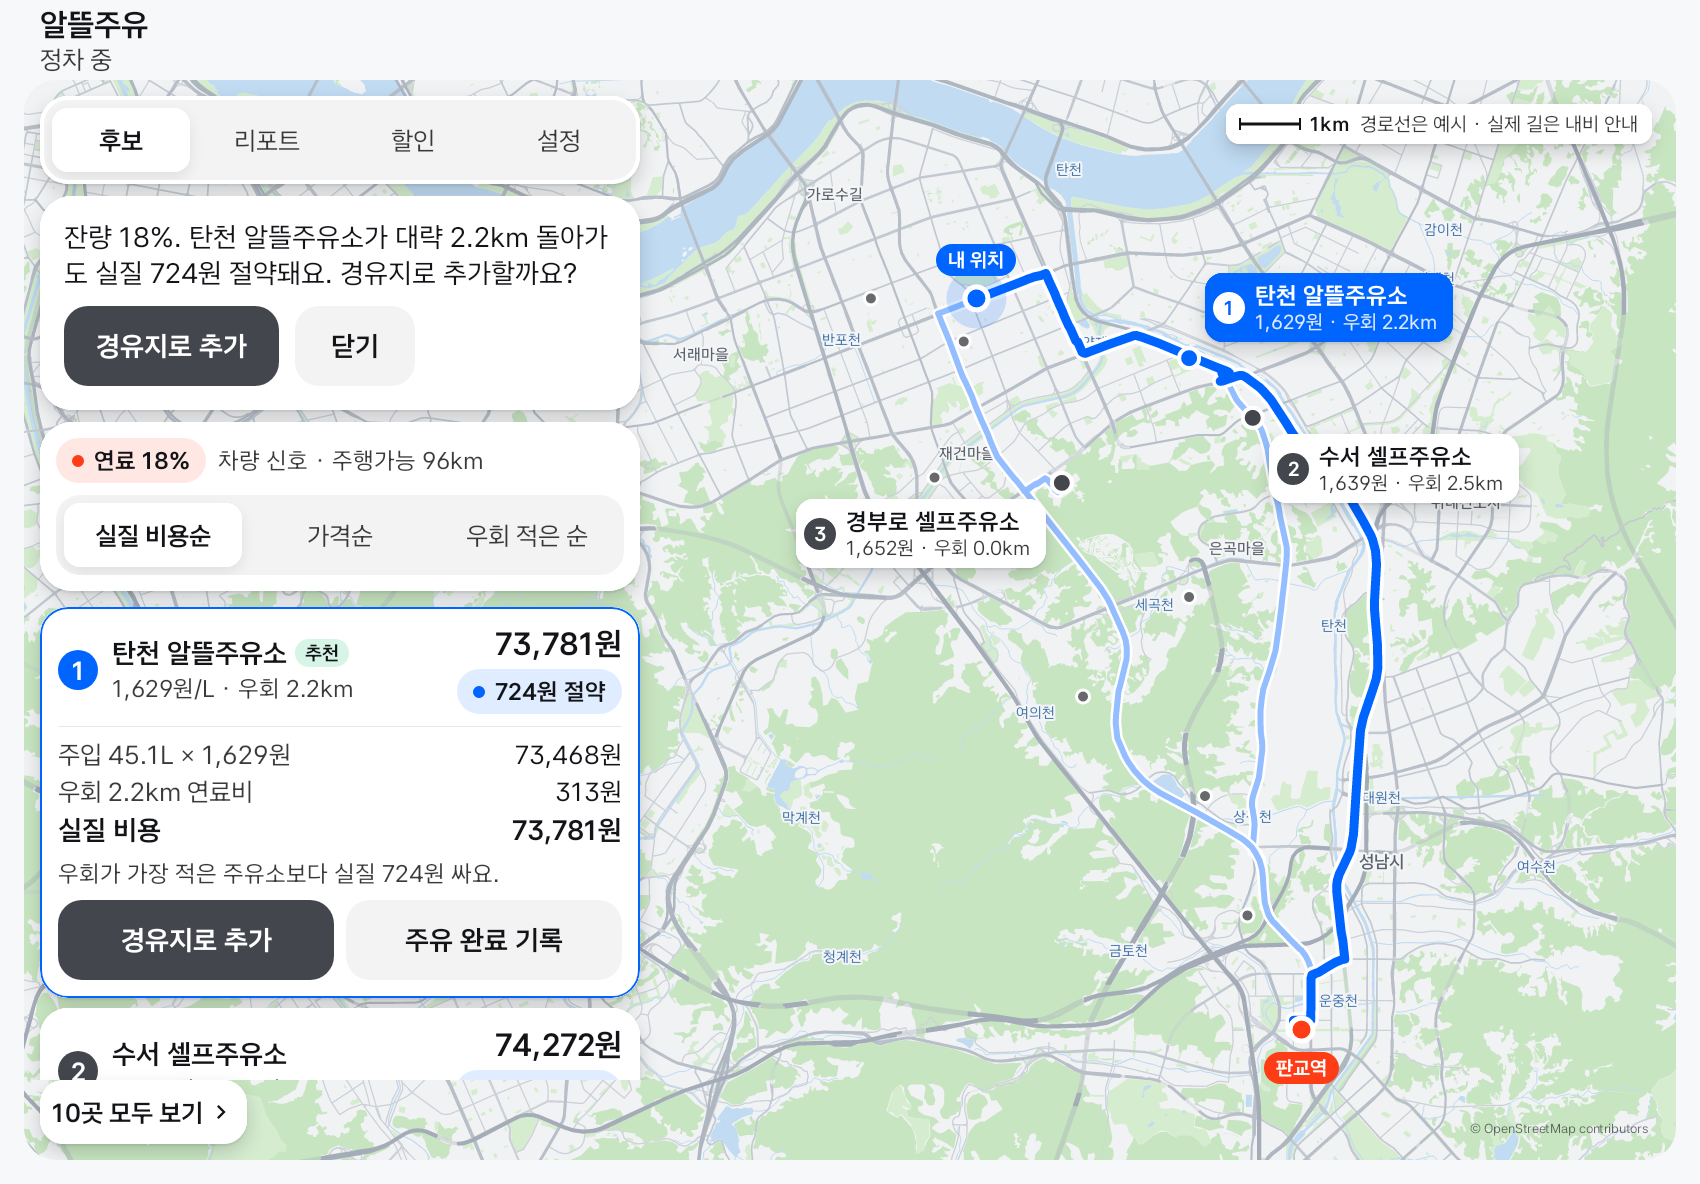 알뜰주유
정차 중
후보
리포트
할인
설정
잔량 18%. 탄천 알뜰주유소가 대략 2.2km 돌아가
도 실질 724원 절약돼요. 경유지로 추가할까요?
경유지로 추가
닫기
연료 18%
차량 신호 · 주행가능 96km
실질 비용순
가격순
우회 적은 순
1
탄천 알뜰주유소
추천
73,781원
1,629원/L · 우회 2.2km
724원 절약
주입 45.1L × 1,629원
73,468원
우회 2.2km 연료비
313원
실질 비용
73,781원
우회가 가장 적은 주유소보다 실질 724원 싸요.
경유지로 추가
주유 완료 기록
2
수서 셀프주유소
74,272원
10곳 모두 보기
1km 경로선은 예시 · 실제 길은 내비 안내
탄천
가로수길
감이천
내 위치
1
탄천 알뜰주유소
1,629원 · 우회 2.2km
반포천
서래마을
재건마을
2
수서 셀프주유소
1,639원 · 우회 2.5km
3
경부로 셀프주유소
1,652원 · 우회 0.0km
은곡마을
세곡천
탄천
여의천
대원천
막계천
성남시
여수천
청계천
금토천
운중천
판교역
© OpenStreetMap contributors